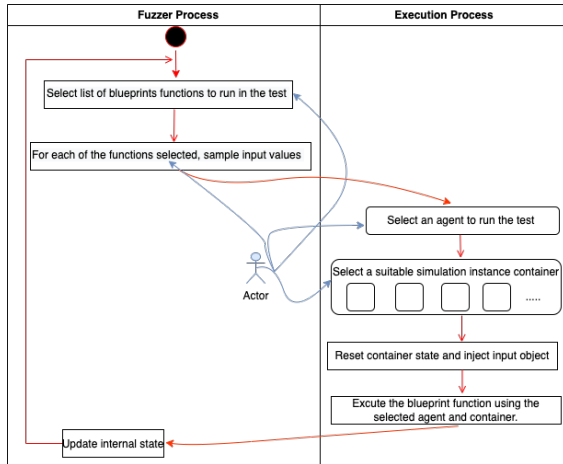 Fuzzer Process
Execution Process
Select list of blueprints functions to run in the test
For each of the functions selected, sample input values
Select an agent to run the test
Select a suitable simulation instance container
.....
Actor
Reset container state and inject input object
Excute the blueprint function using the
selected agent and container.
Update internal state